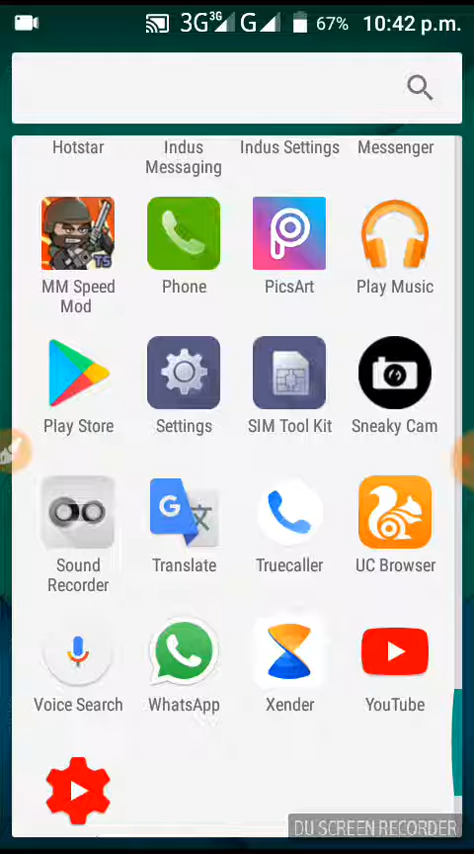 3G 3G G 67% 10:42 p.m.
Hotstar Indus Messaging Indus Settings Messenger
TS
MM Speed Mod Phone PicsArt Play Music
Play Store Settings SIM Tool Kit Sneaky Cam
G 文
Sound Recorder Translate Truecaller UC Browser
Voice Search WhatsApp Xender YouTube
DU SCREEN RECORDER